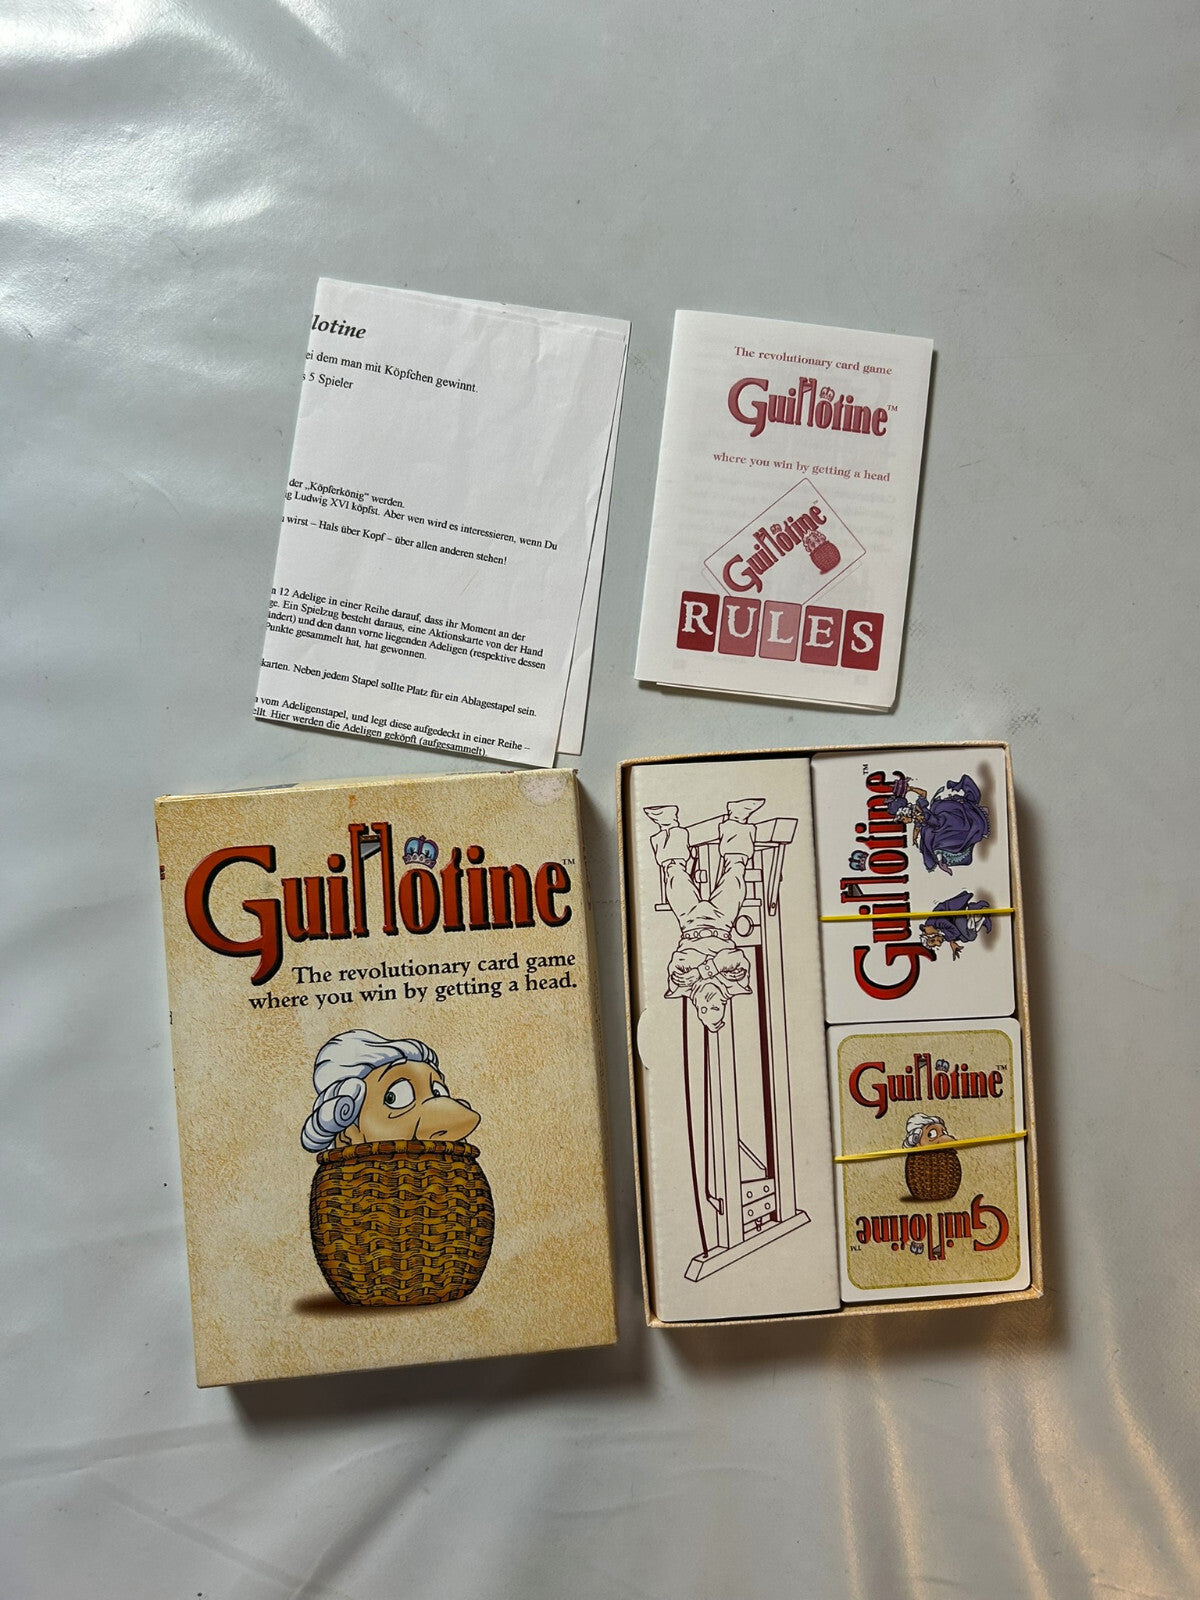 lotine
ei dem man mit Köpfchen gewinnt.
5 Spieler
der „Köpferkönig“ werden.
g Ludwig XVI köpfst. Aber wen wird es interessieren, wenn Du
wirst – Hals über Kopf – über allen anderen stehen!
n 12 Adelige in einer Reihe darauf, dass ihr Moment an der
ge. Ein Spielzug besteht daraus, eine Aktionskarte von der Hand
ändert) und den dann vorne liegenden Adeligen (respektive dessen
Punkte gesammelt hat, hat gewonnen.
karten. Neben jedem Stapel sollte Platz für ein Ablagestapel sein.
vom Adeligenstapel, und legt diese aufgedeckt in einer Reihe –
ellt. Hier werden die Adeligen geköpft (aufgesammelt).
The revolutionary card game
Guillotine™
where you win by getting a head
Guillotine™
RULES
Guillotine™
The revolutionary card game
where you win by getting a head.
Guillotine™
Guillotine™
Guillotine™